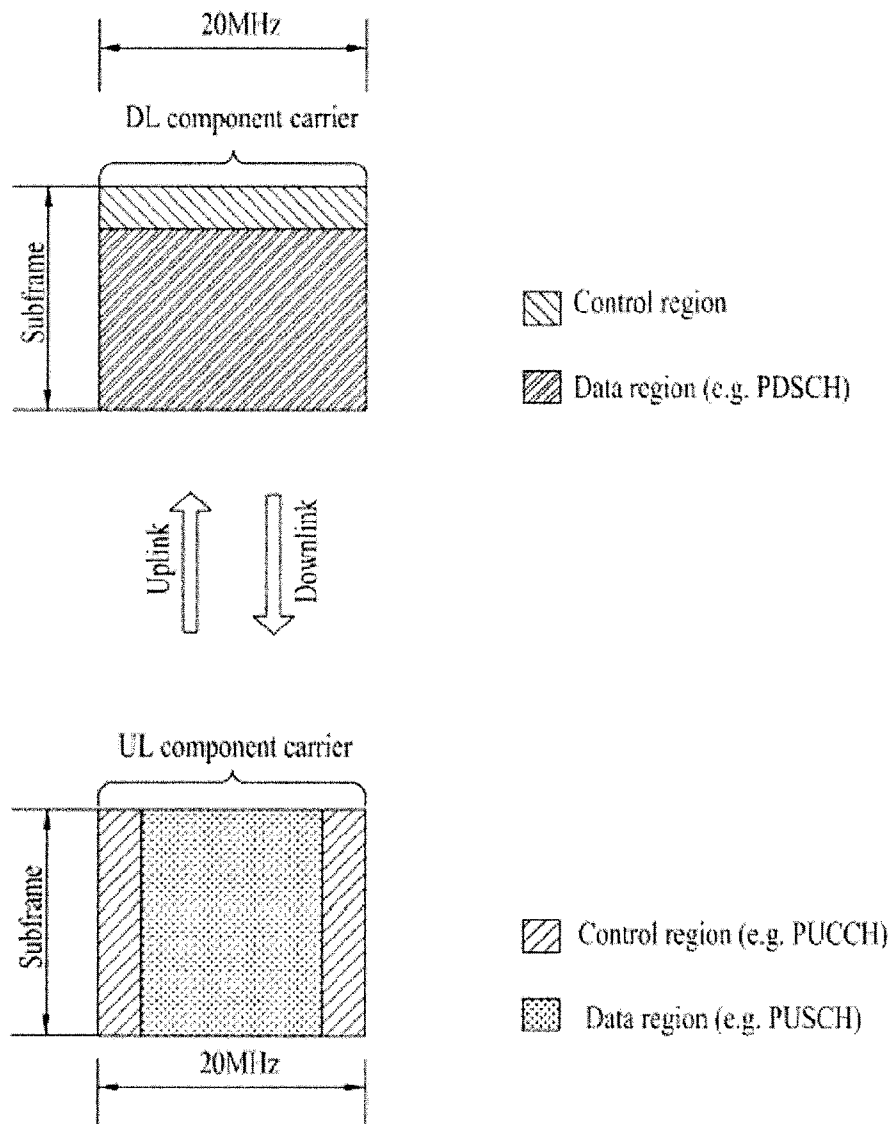 20MHz
DL component carrier
Subframe
Control region
Data region (e.g. PDSCH)
Uplink
Downlink
UL component carrier
Subframe
Control region (e.g. PUCCH)
Data region (e.g. PUSCH)
20MHz